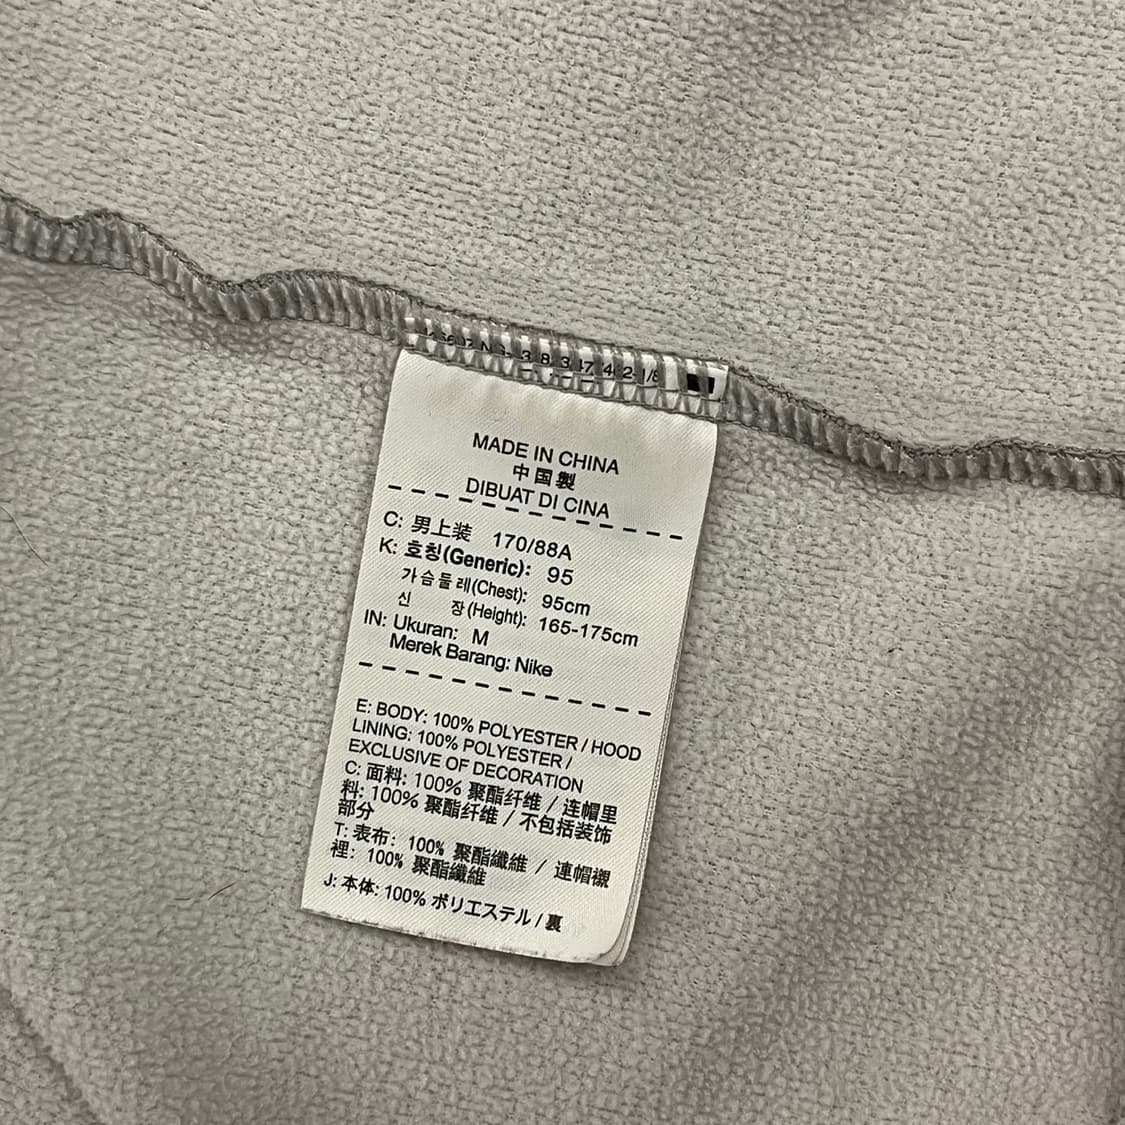 MADE IN CHINA
中国製
DIBUAT DI CINA
C: 男上装 170/88A
K: 호칭(Generic): 95
가슴둘레(Chest): 95cm
신 장(Height): 165-175cm
IN: Ukuran: M
Merek Barang: Nike
E: BODY: 100% POLYESTER / HOOD
LINING: 100% POLYESTER /
EXCLUSIVE OF DECORATION
C: 面料: 100% 聚酯纤维 / 连帽里
料: 100% 聚酯纤维 / 不包括装饰
部分
T: 表布: 100% 聚酯纖維 / 連帽襯
裡: 100% 聚酯纖維
J: 本体: 100% ポリエステル / 裏